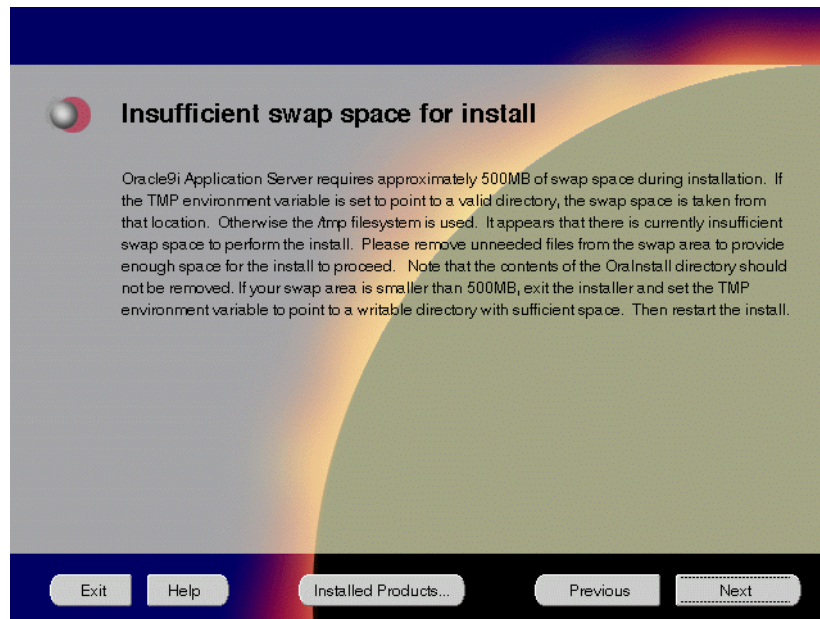 Insufficient swap space for install
Oracle9i Application Server requires approximately 500MB of swap space during installation. If
the TMP environment variable is set to point to a valid directory, the swap space is taken from
that location. Otherwise the /tmp filesystem is used. It appears that there is currently insufficient
swap space to perform the install. Please remove unneeded files from the swap area to provide
enough space for the install to proceed. Note that the contents of the OraInstall directory should
not be removed. If your swap area is smaller than 500MB, exit the installer and set the TMP
environment variable to point to a writable directory with sufficient space. Then restart the install.
Exit Help Installed Products... Previous Next